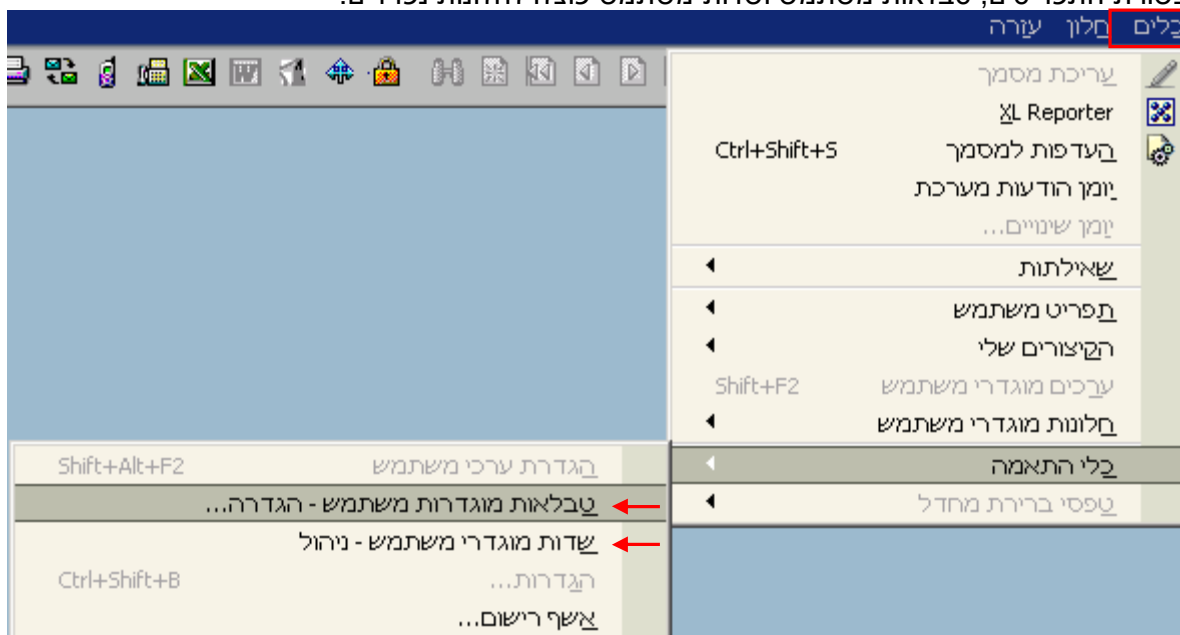 כלים חלון עזרה
עריכת מסמך
XL Reporter
העדפות למסמך Ctrl+Shift+S
יומן הודעות מערכת
יומן שינויים...
שאילתות
תפריט משתמש
הקיצורים שלי
ערכים מוגדרי משתמש Shift+F2
חלונות מוגדרי משתמש
כלי התאמה
טפסי ברירת מחדל
הגדרת ערכי משתמש Shift+Alt+F2
טבלאות מוגדרות משתמש - הגדרה...
שדות מוגדרי משתמש - ניהול
הגדרות... Ctrl+Shift+B
אשף רישום...